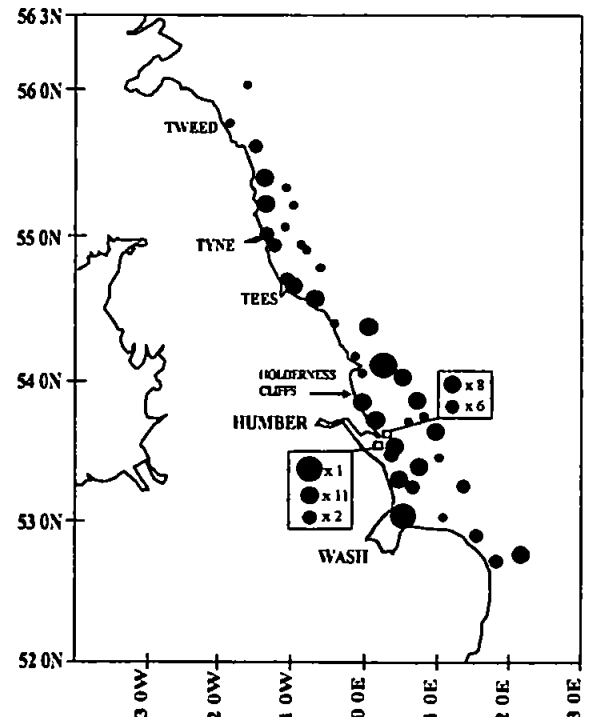 56.3N
56.0N
TWEED
55.0N
TYNE
TEES
54.0N
HOLDERNESS
CLIFFS
x 8
x 6
HUMBER
x 1
x 11
x 2
53.0N
WASH
52.0N
3.0W
2.0W
1.0W
0.0E
1.0E
2.0E
3.0E